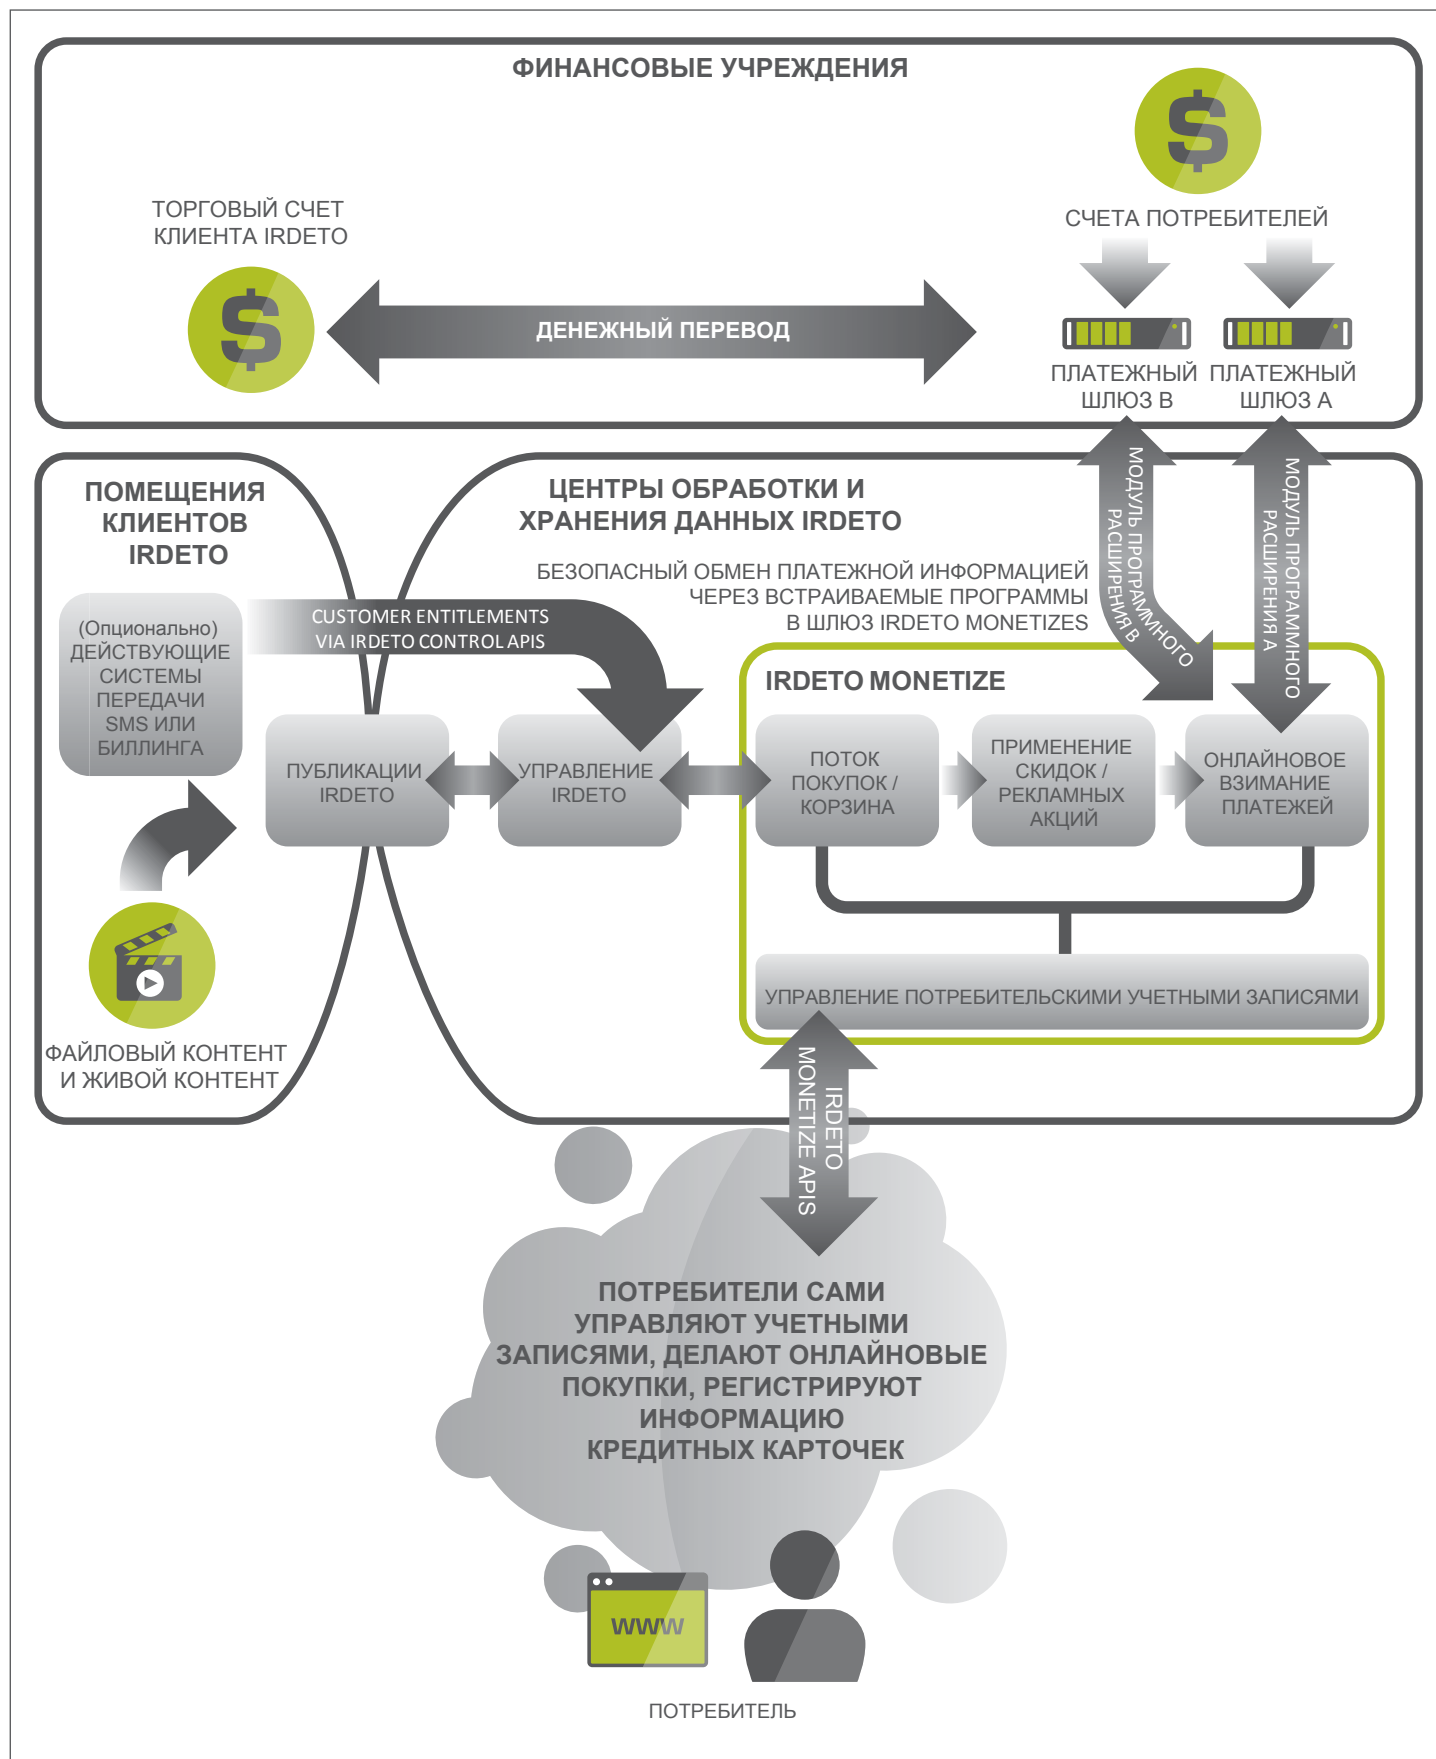 ФИНАНСОВЫЕ УЧРЕЖДЕНИЯ
ТОРГОВЫЙ СЧЕТ
КЛИЕНТА IRDETO
СЧЕТА ПОТРЕБИТЕЛЕЙ
ДЕНЕЖНЫЙ ПЕРЕВОД
ПЛАТЕЖНЫЙ
ШЛЮЗ B
ПЛАТЕЖНЫЙ
ШЛЮЗ A
ПОМЕЩЕНИЯ
КЛИЕНТОВ
IRDETO
ЦЕНТРЫ ОБРАБОТКИ И
ХРАНЕНИЯ ДАННЫХ IRDETO
МОДУЛЬ ПРОГРАММНОГО
РАСШИРЕНИЯ B
МОДУЛЬ ПРОГРАММНОГО
РАСШИРЕНИЯ A
БЕЗОПАСНЫЙ ОБМЕН ПЛАТЕЖНОЙ ИНФОРМАЦИЕЙ
ЧЕРЕЗ ВСТРАИВАЕМЫЕ ПРОГРАММЫ
В ШЛЮЗ IRDETO MONETIZES
(Опционально)
ДЕЙСТВУЮЩИЕ
СИСТЕМЫ
ПЕРЕДАЧИ
SMS ИЛИ
БИЛЛИНГА
CUSTOMER ENTITLEMENTS
VIA IRDETO CONTROL APIS
IRDETO MONETIZE
ПУБЛИКАЦИИ
IRDETO
УПРАВЛЕНИЕ
IRDETO
ПОТОК
ПОКУПОК /
КОРЗИНА
ПРИМЕНЕНИЕ
СКИДОК /
РЕКЛАМНЫХ
АКЦИЙ
ОНЛАЙНОВОЕ
ВЗИМАНИЕ
ПЛАТЕЖЕЙ
УПРАВЛЕНИЕ ПОТРЕБИТЕЛЬСКИМИ УЧЕТНЫМИ ЗАПИСЯМИ
ФАЙЛОВЫЙ КОНТЕНТ
И ЖИВОЙ КОНТЕНТ
IRDETO
MONETIZE APIS
ПОТРЕБИТЕЛИ САМИ
УПРАВЛЯЮТ УЧЕТНЫМИ
ЗАПИСЯМИ, ДЕЛАЮТ ОНЛАЙНОВЫЕ
ПОКУПКИ, РЕГИСТРИРУЮТ
ИНФОРМАЦИЮ
КРЕДИТНЫХ КАРТОЧЕК
www
ПОТРЕБИТЕЛЬ